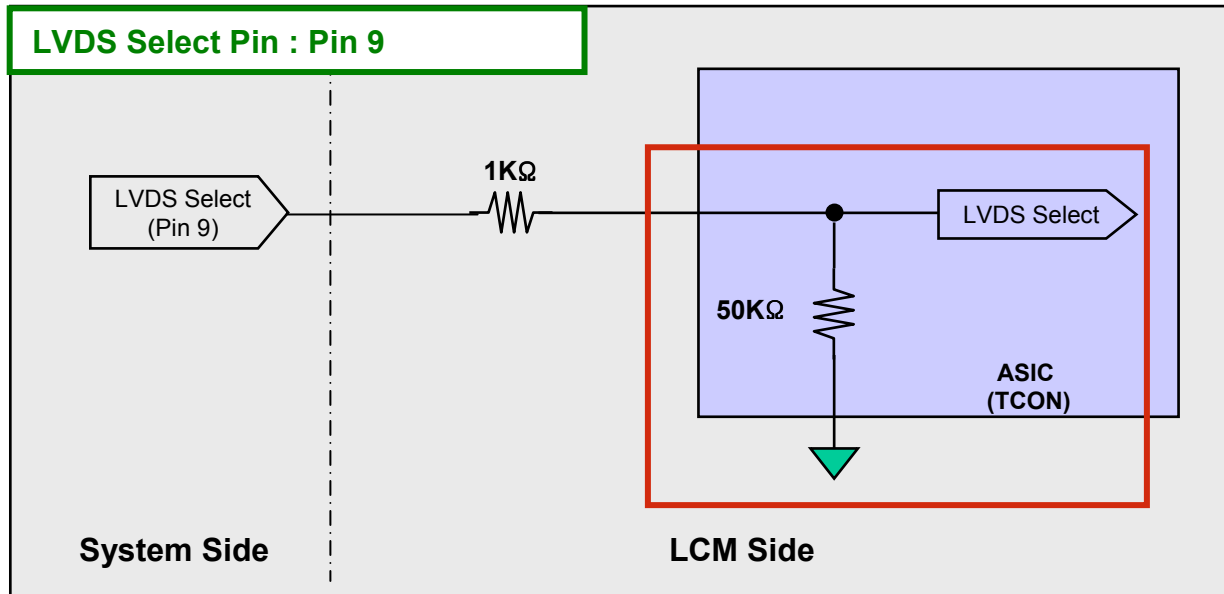 LVDS Select Pin : Pin 9
1KΩ
LVDS Select
(Pin 9)
LVDS Select
50KΩ
ASIC
(TCON)
System Side
LCM Side